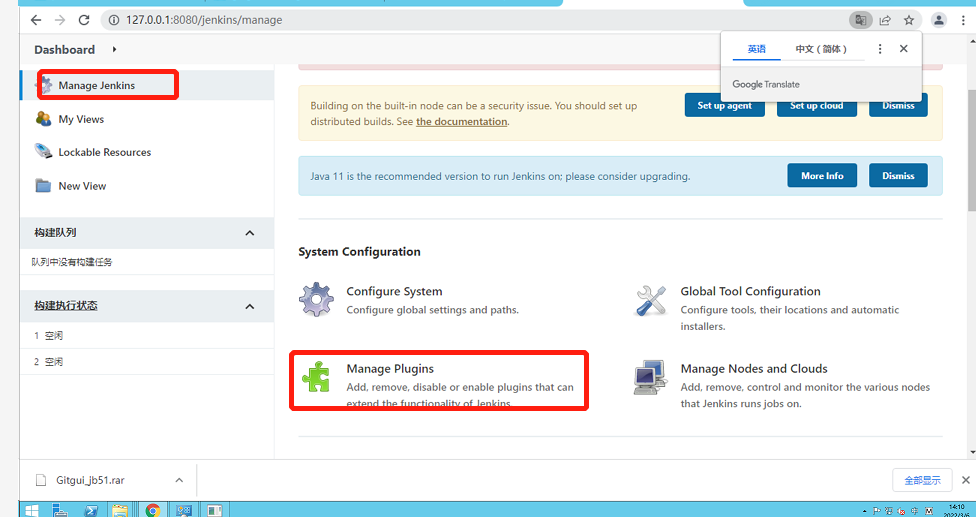 127.0.0.1:8080/jenkins/manage
Dashboard
英语
中文（简体）
Google Translate
Manage Jenkins
My Views
Lockable Resources
New View
构建队列
队列中没有构建任务
构建执行状态
1 空闲
2 空闲
Building on the built-in node can be a security issue. You should set up
distributed builds. See the documentation.
Set up agent
Set up cloud
Dismiss
Java 11 is the recommended version to run Jenkins on; please consider upgrading.
More Info
Dismiss
System Configuration
Configure System
Configure global settings and paths.
Global Tool Configuration
Configure tools, their locations and automatic
installers.
Manage Plugins
Add, remove, disable or enable plugins that can
extend the functionality of Jenkins.
Manage Nodes and Clouds
Add, remove, control and monitor the various nodes
that Jenkins runs jobs on.
Gitgui_jb51.rar
全部显示
中
M
14:10
2022/3/6